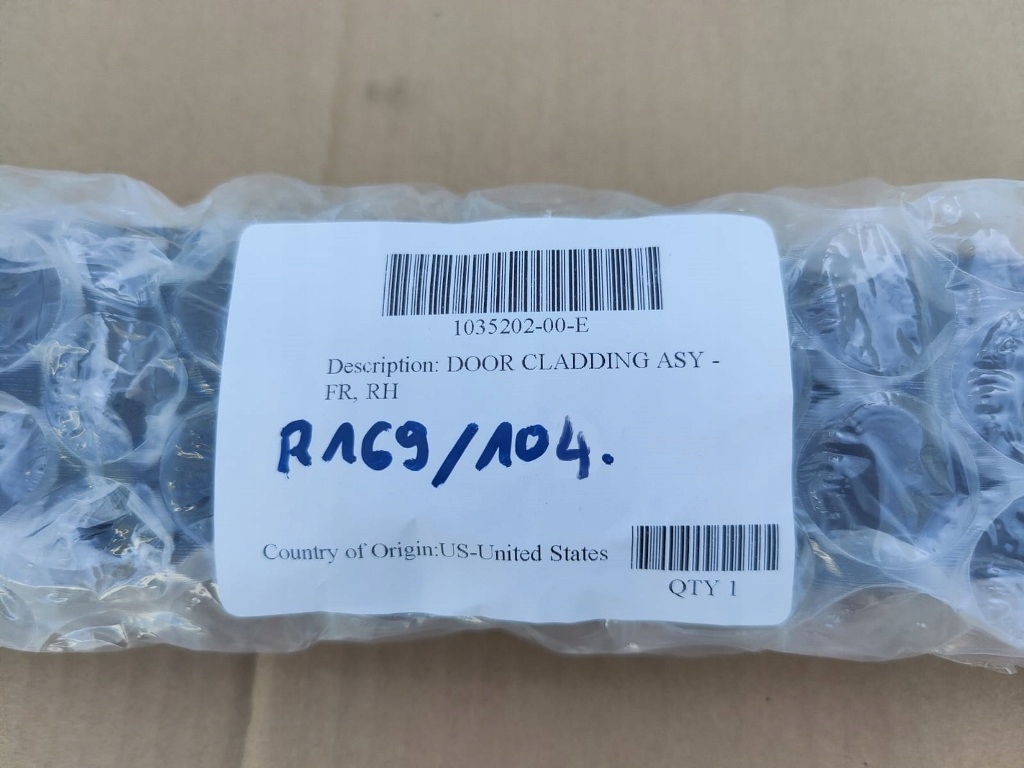 1035202-00-E
Description: DOOR CLADDING ASY -
FR, RH
R169/104.
Country of Origin:US-United States
QTY 1